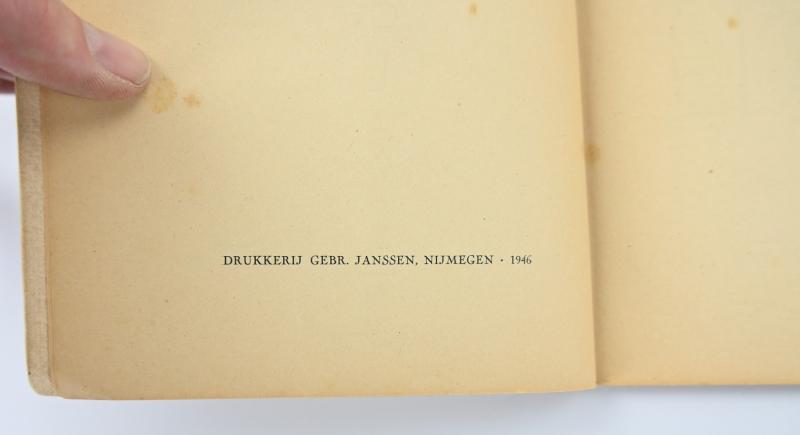 DRUKKERIJ GEBR. JANSSEN, NIJMEGEN · 1946